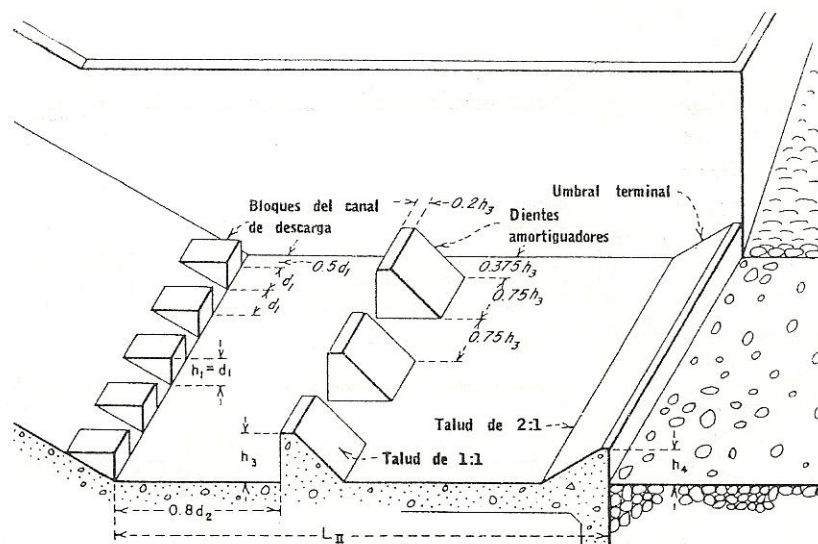 Umbral terminal
0.2h₃
Bloques del canal
de descarga
Dientes
amortiguadores
0.5d₁
0.375h₃
d₁
0.75h₃
d₁
0.75h₃
h₁ = d₁
Talud de 2:1
h₃
Talud de 1:1
h₄
0.8d₂
L_II